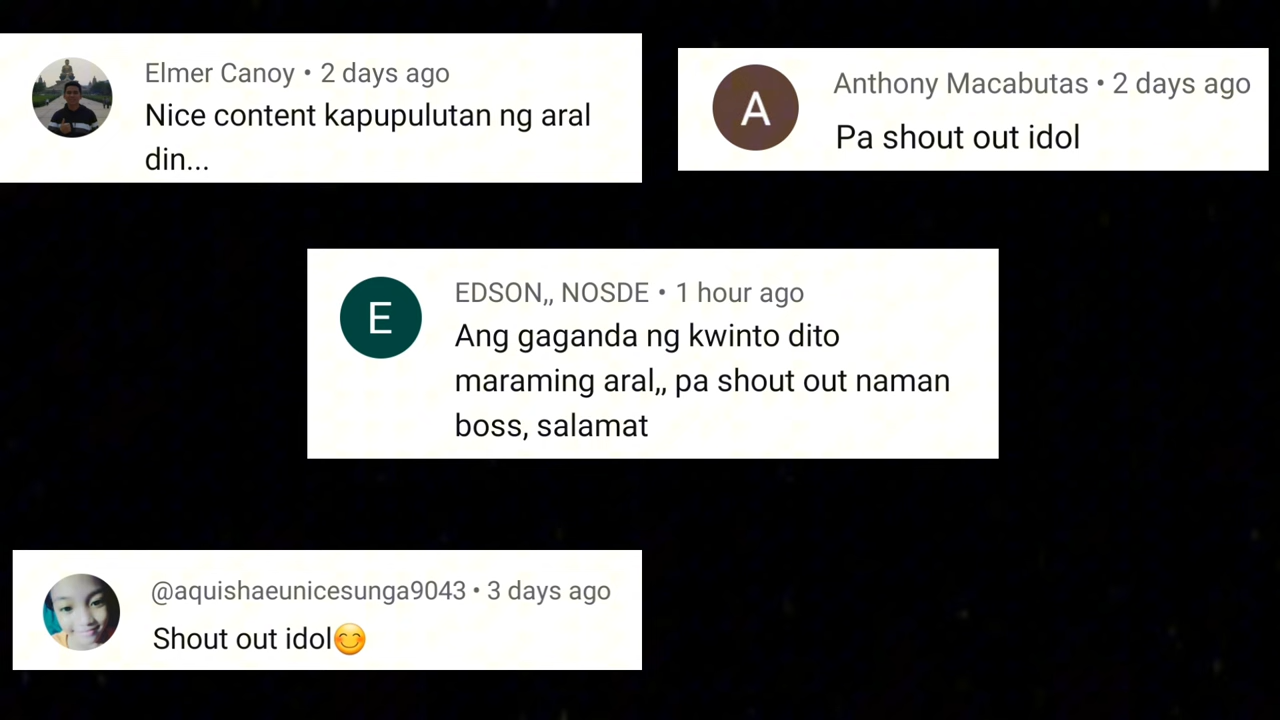 Elmer Canoy • 2 days ago
Nice content kapupulutan ng aral
din...
Anthony Macabutas • 2 days ago
A
Pa shout out idol
EDSON,, NOSDE • 1 hour ago
E
Ang gaganda ng kwinto dito
maraming aral,, pa shout out naman
boss, salamat
@aquishaeunicesunga9043 • 3 days ago
Shout out idol😊